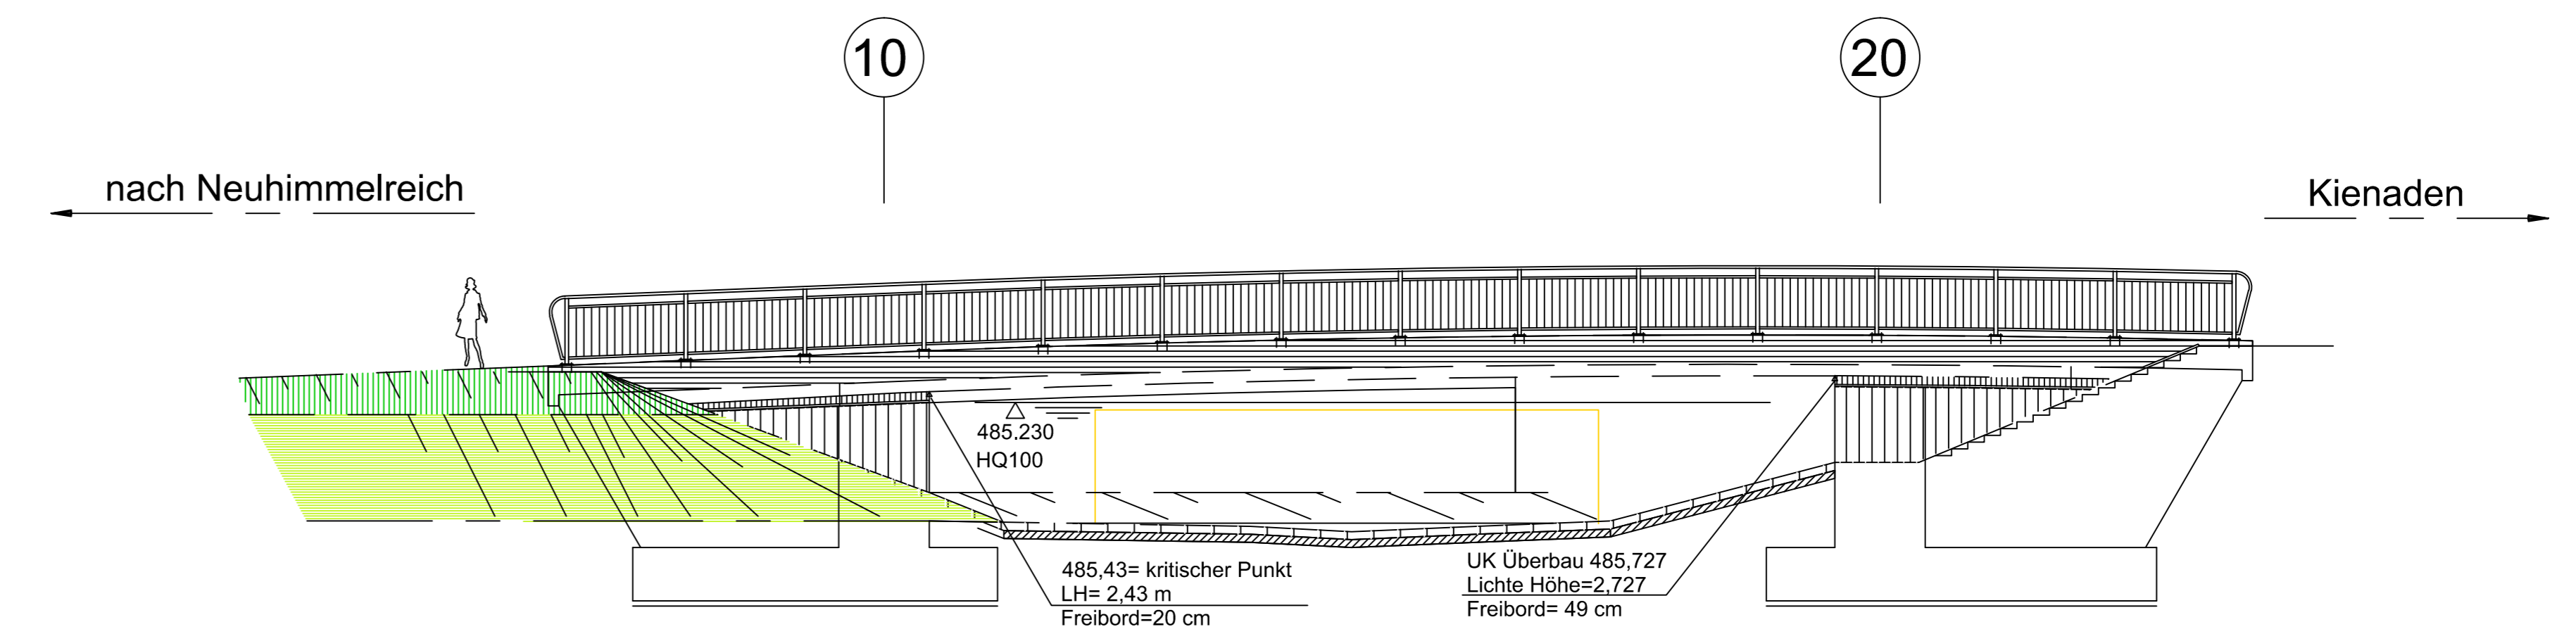 10
20
nach Neuhimmelreich
Kienaden
485.230
HQ100
485,43= kritischer Punkt
LH= 2,43 m
Freibord=20 cm
UK Überbau 485,727
Lichte Höhe=2,727
Freibord= 49 cm